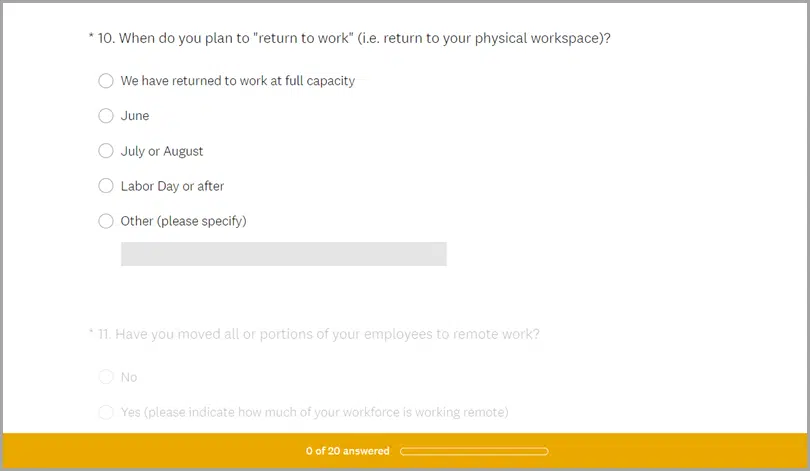 * 10. When do you plan to "return to work" (i.e. return to your physical workspace)?
We have returned to work at full capacity
June
July or August
Labor Day or after
Other (please specify)
* 11. Have you moved all or portions of your employees to remote work?
No
Yes (please indicate how much of your workforce is working remote)
0 of 20 answered